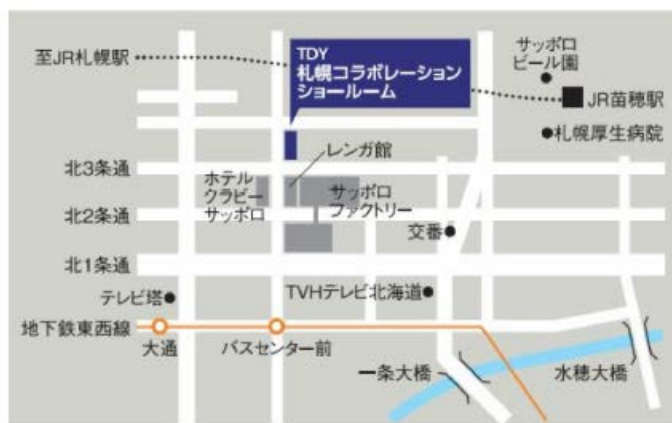 至JR札幌駅
TDY
札幌コラボレーション
ショールーム
サッポロ
ビール園
JR苗穂駅
札幌厚生病院
レンガ館
北3条通
ホテル
クラビー
サッポロ
サッポロ
ファクトリー
北2条通
交番
北1条通
テレビ塔
TVHテレビ北海道
地下鉄東西線
大通
バスセンター前
一条大橋
水穂大橋